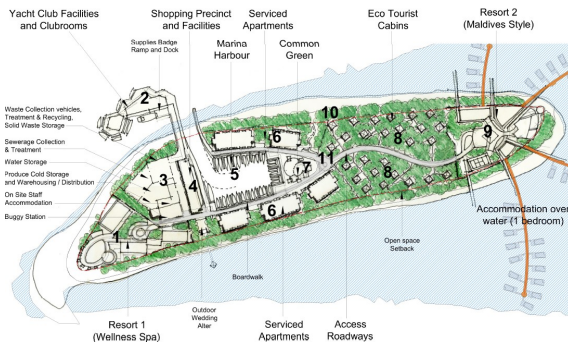 Yacht Club Facilities
and Clubrooms
Shopping Precinct
and Facilities
Serviced
Apartments
Eco Tourist
Cabins
Resort 2
(Maldives Style)
Supplies Badge
Ramp and Dock
Marina
Harbour
Common
Green
Waste Collection vehicles,
Treatment & Recycling,
Solid Waste Storage
Sewerage Collection
& Treatment
Water Storage
Produce Cold Storage
and Warehousing / Distribution
On Site Staff
Accommodation
Buggy Station
2
10
6
8
9
11
3
4
5
7
8
6
1
Accommodation over
water (1 bedroom)
Open space
Setback
Boardwalk
Outdoor
Wedding
Alter
Resort 1
(Wellness Spa)
Serviced
Apartments
Access
Roadways